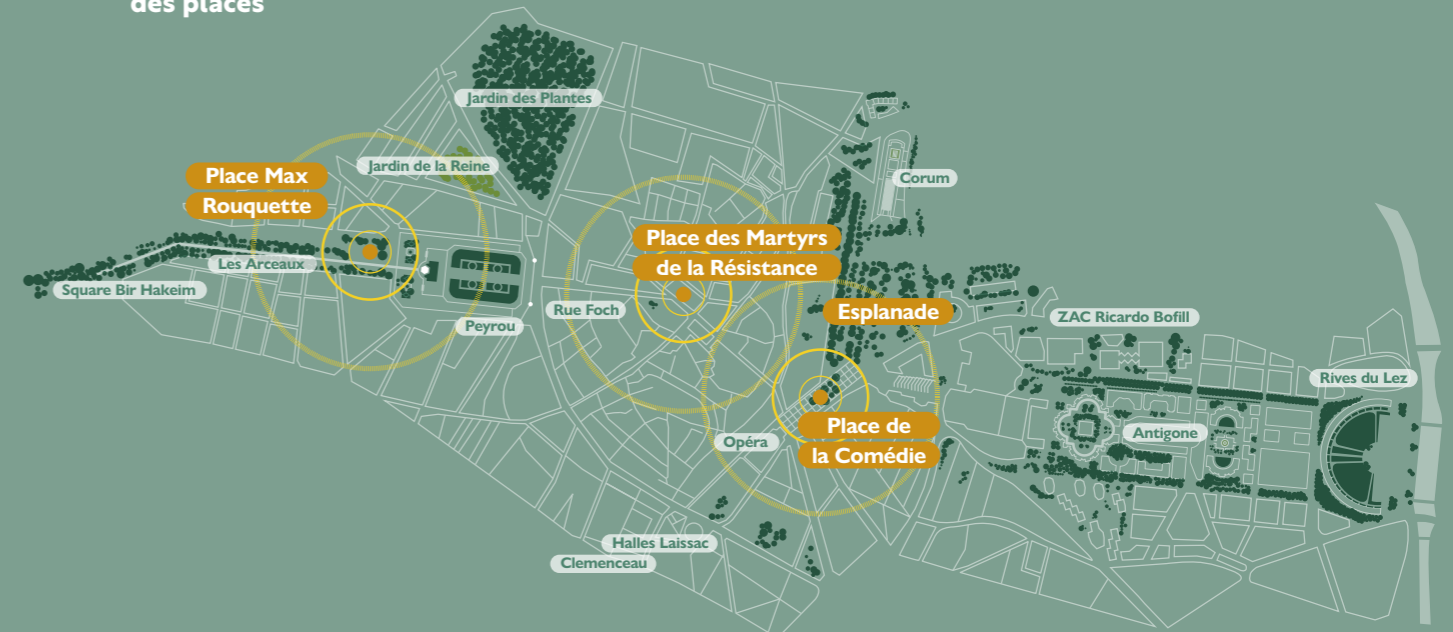 des places
Jardin des Plantes
Jardin de la Reine
Place Max
Rouquette
Corum
Place des Martyrs
de la Résistance
Les Arceaux
Square Bir Hakeim
Rue Foch
Esplanade
Peyrou
ZAC Ricardo Bofill
Rives du Lez
Place de
la Comédie
Opéra
Antigone
Halles Laissac
Clemenceau